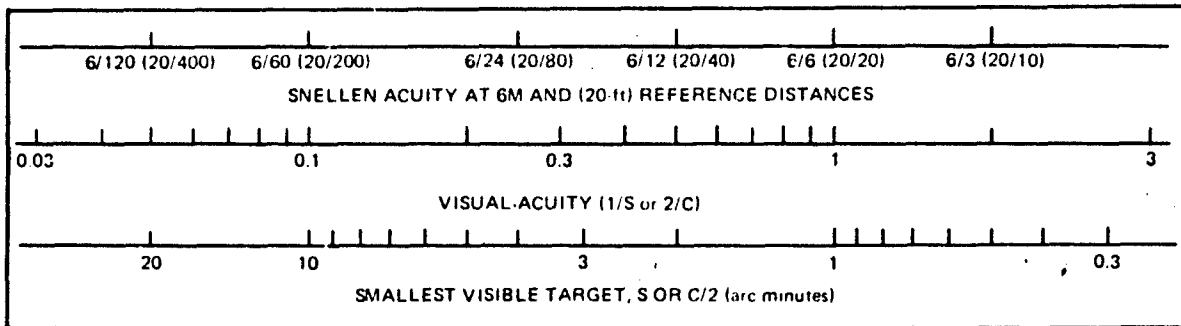 6/120 (20/400) 6/60 (20/200) 6/24 (20/80) 6/12 (20/40) 6/6 (20/20) 6/3 (20/10)
SNELLEN ACUITY AT 6M AND (20-ft) REFERENCE DISTANCES
0.03 0.1 0.3 1 3
VISUAL-ACUITY (1/S or 2/C)
20 10 3 1 0.3
SMALLEST VISIBLE TARGET, S OR C/2 (arc minutes)